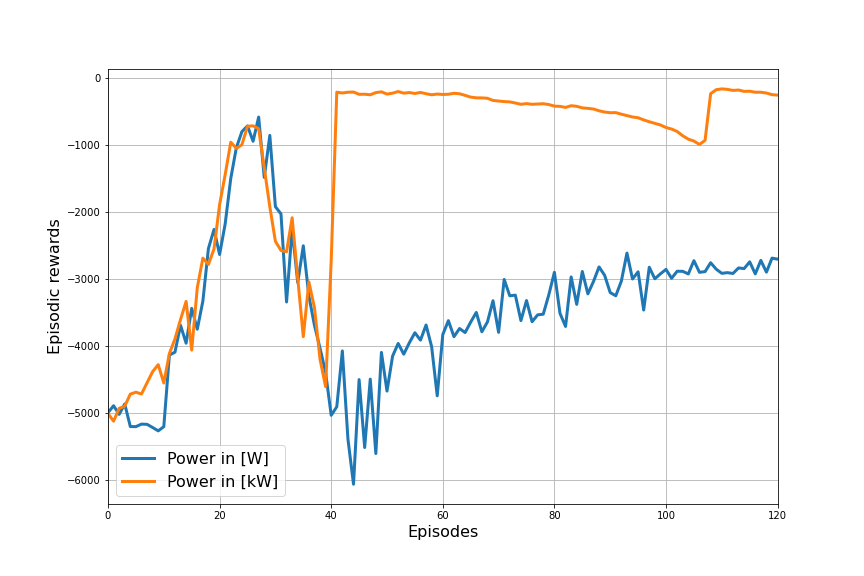 0
−1000
−2000
−3000
−4000
−5000
−6000
Episodic rewards
Power in [W]
Power in [kW]
0 20 40 60 80 100 120
Episodes